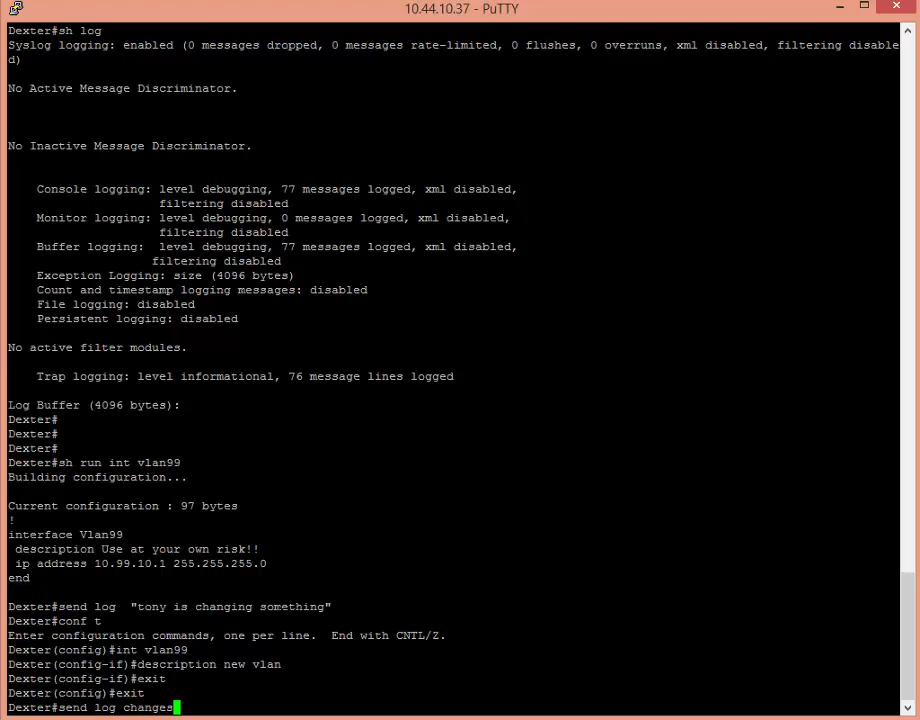 10.44.10.37 - PuTTY
Dexter#sh log
Syslog logging: enabled (0 messages dropped, 0 messages rate-limited, 0 flushes, 0 overruns, xml disabled, filtering disable
d)
No Active Message Discriminator.
No Inactive Message Discriminator.
Console logging: level debugging, 77 messages logged, xml disabled,
filtering disabled
Monitor logging: level debugging, 0 messages logged, xml disabled,
filtering disabled
Buffer logging:  level debugging, 77 messages logged, xml disabled,
filtering disabled
Exception Logging: size (4096 bytes)
Count and timestamp logging messages: disabled
File logging: disabled
Persistent logging: disabled
No active filter modules.
Trap logging: level informational, 76 message lines logged
Log Buffer (4096 bytes):
Dexter#
Dexter#
Dexter#
Dexter#sh run int vlan99
Building configuration...
Current configuration : 97 bytes
!
interface Vlan99
description Use at your own risk!!
ip address 10.99.10.1 255.255.255.0
end
Dexter#send log  "tony is changing something"
Dexter#conf t
Enter configuration commands, one per line.  End with CNTL/Z.
Dexter(config)#int vlan99
Dexter(config-if)#description new vlan
Dexter(config-if)#exit
Dexter(config)#exit
Dexter#send log changes